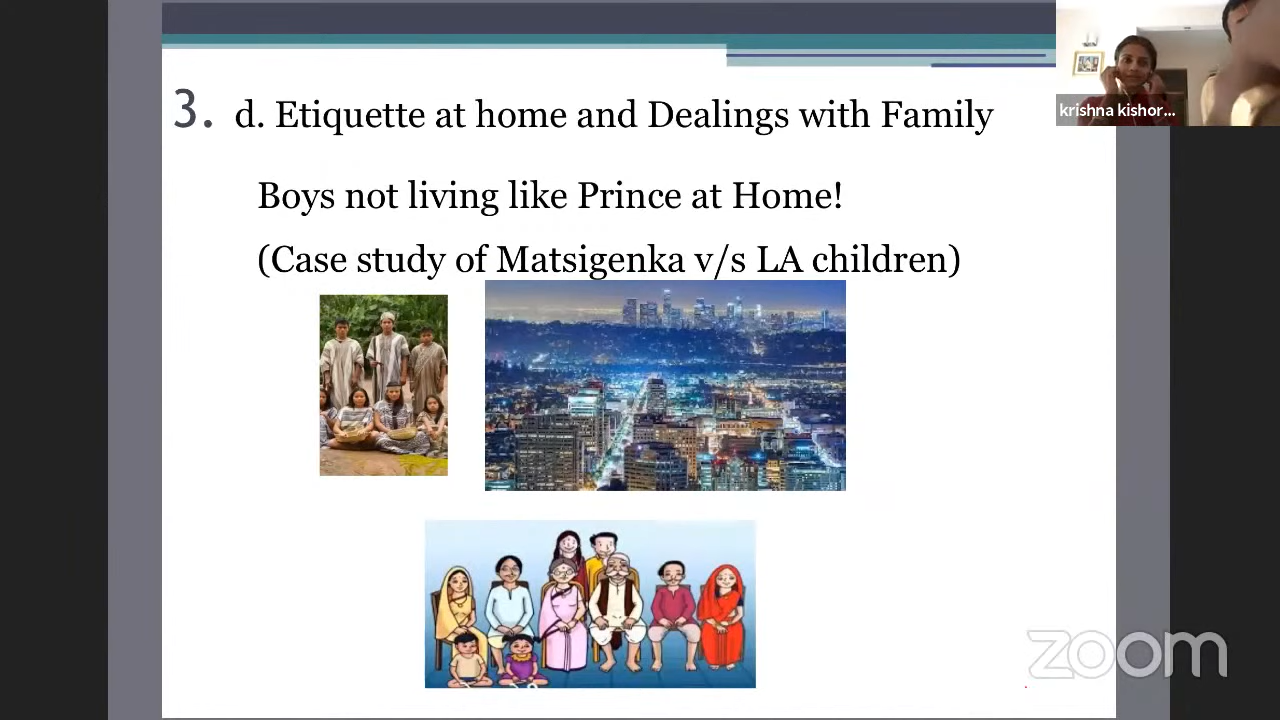 3. d. Etiquette at home and Dealings with Family
Boys not living like Prince at Home!
(Case study of Matsigenka v/s LA children)
krishna kishor...
zoom